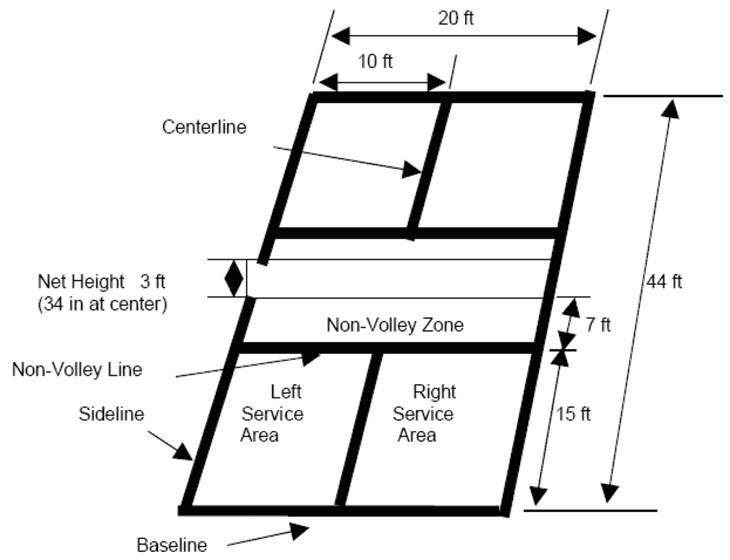 20 ft
10 ft
Centerline
Net Height 3 ft
(34 in at center)
44 ft
Non-Volley Zone
7 ft
Non-Volley Line
Left
Service
Area
Right
Service
Area
Sideline
15 ft
Baseline